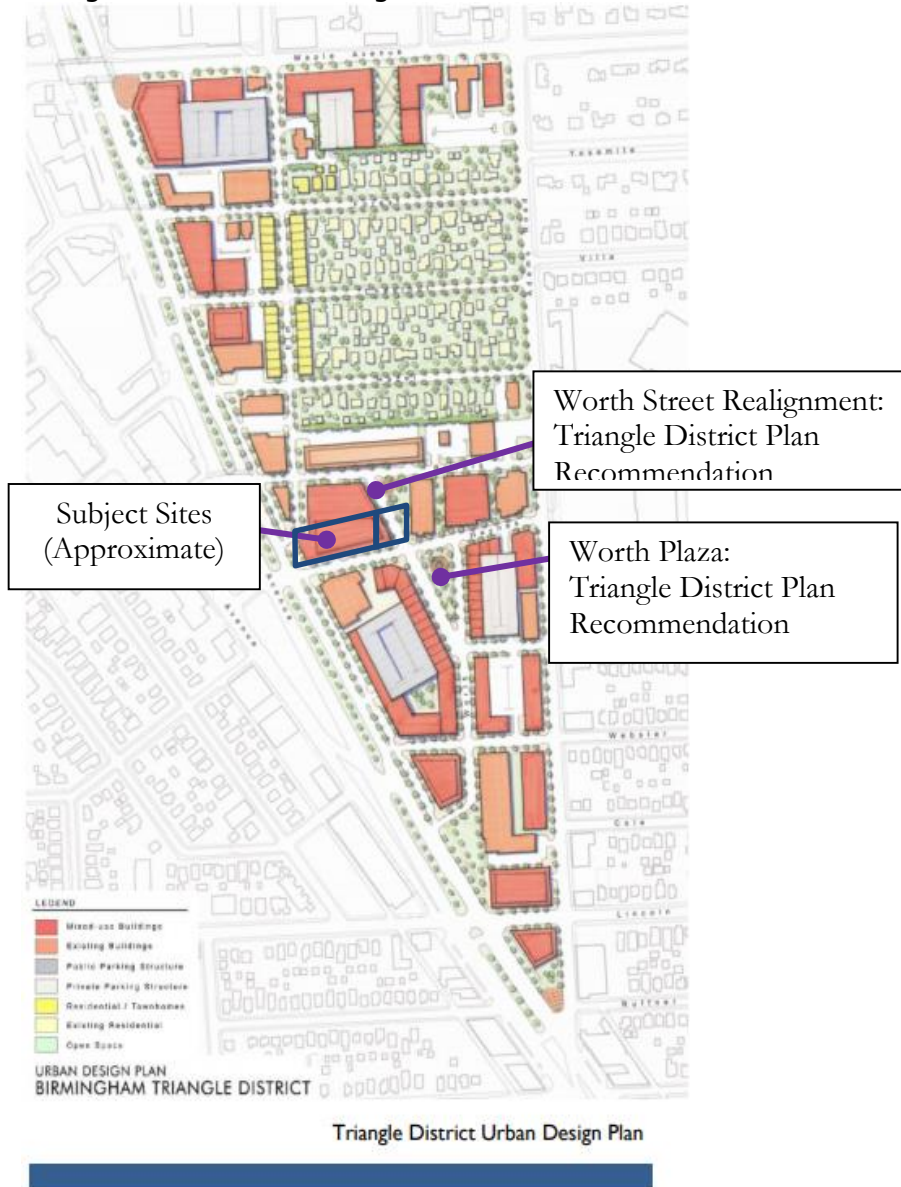 Maple Avenue
Yosemite
Villa
Worth Street Realignment:
Triangle District Plan
Recommendation
Subject Sites
(Approximate)
Worth Plaza:
Triangle District Plan
Recommendation
Avenue
Webster
Cole
Lincoln
Ruffner
LEGEND
Mixed-use Buildings
Existing Buildings
Public Parking Structure
Private Parking Structure
Residential / Townhomes
Existing Residential
Open Space
URBAN DESIGN PLAN
BIRMINGHAM TRIANGLE DISTRICT
Triangle District Urban Design Plan